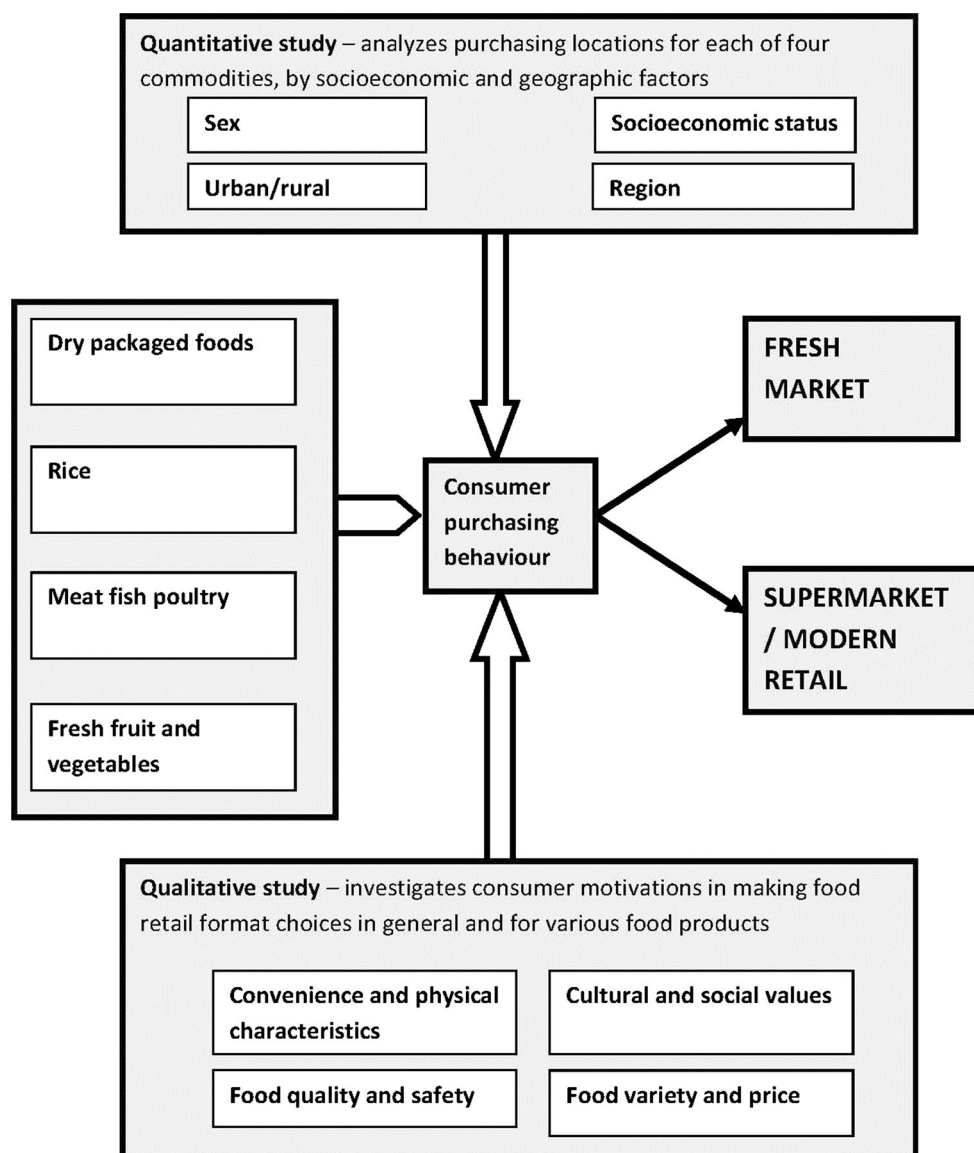 Quantitative study – analyzes purchasing locations for each of four
commodities, by socioeconomic and geographic factors
Sex
Socioeconomic status
Urban/rural
Region
Dry packaged foods
Rice
Meat fish poultry
Fresh fruit and
vegetables
Consumer
purchasing
behaviour
FRESH
MARKET
SUPERMARKET
/ MODERN
RETAIL
Qualitative study – investigates consumer motivations in making food
retail format choices in general and for various food products
Convenience and physical
characteristics
Cultural and social values
Food quality and safety
Food variety and price